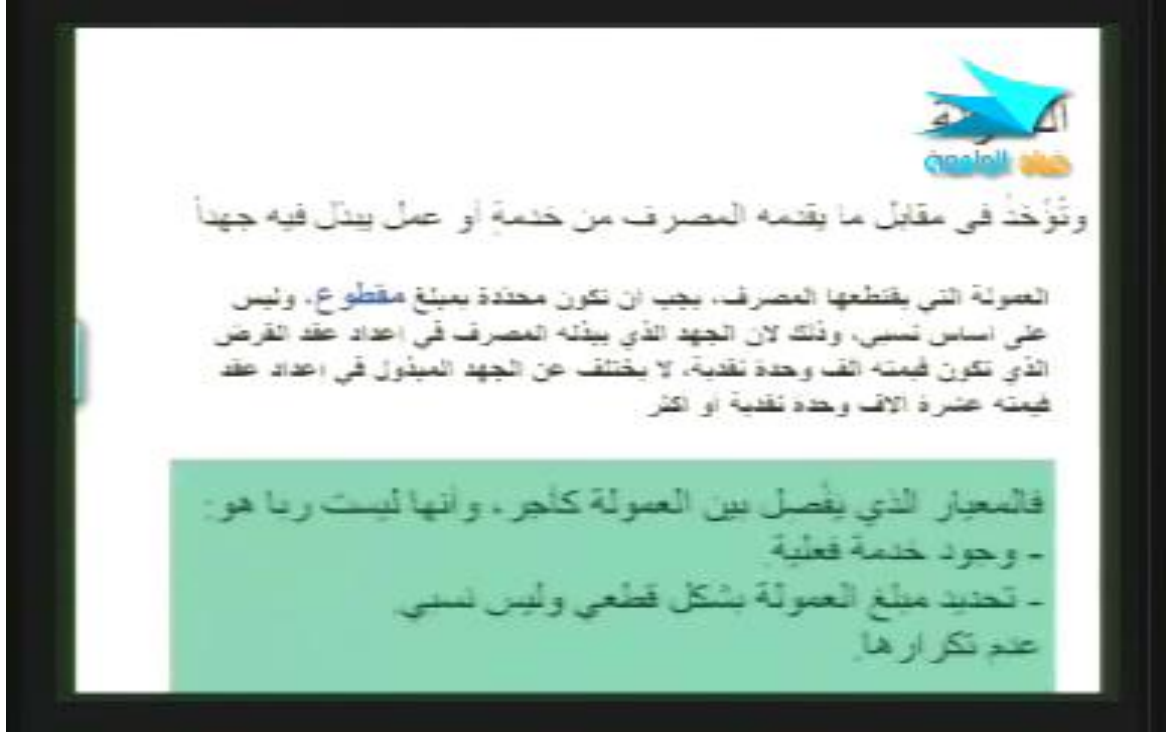 وتُؤخذُ في مقابل ما يقدمه المصرف من خدمةٍ أو عمل يبذل فيه جهداً
العمولة التي يقتطعها المصرف، يجب ان تكون محددة بمبلغ مقطوع، وليس
على اساس نسبي، وذلك لان الجهد الذي يبذله المصرف في اعداد عقد القرض
الذي تكون قيمته الف وحدة نقدية، لا يختلف عن الجهد المبذول في اعداد عقد
قيمته عشرة الاف وحدة نقدية او اكثر
فالمعيار الذي يفْصل بين العمولة كأجر، وأنها ليست ربا هو:
- وجود خدمة فعلية.
- تحديد مبلغ العمولة بشكل قطعي وليس نسبي.
عدم تكرارها.